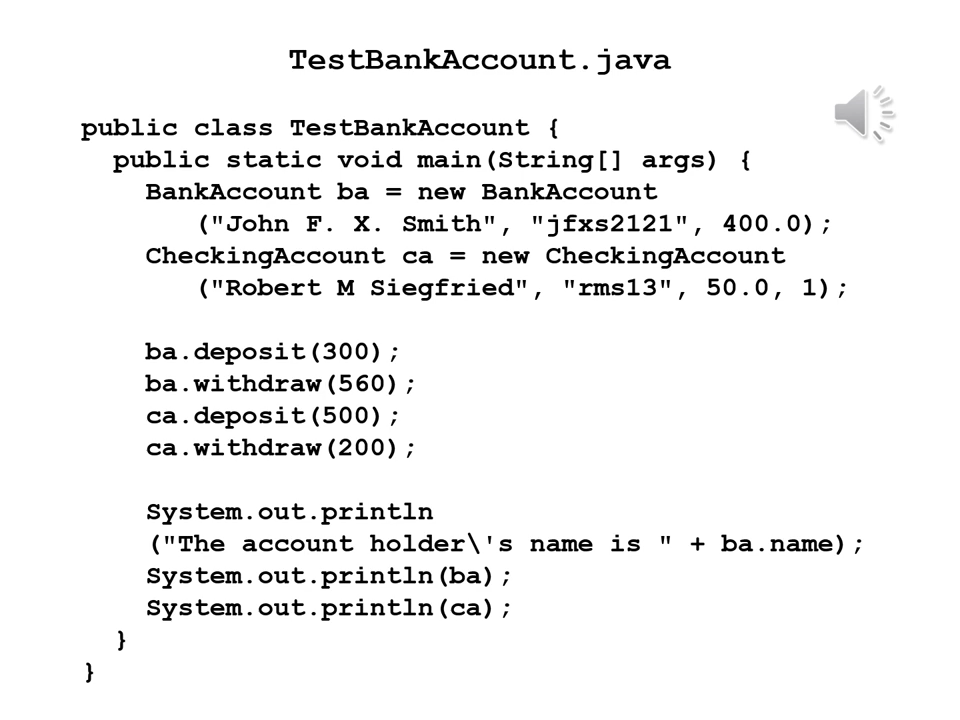 TestBankAccount.java
public class TestBankAccount {
public static void main(String[] args) {
BankAccount ba = new BankAccount
("John F. X. Smith", "jfxs2121", 400.0);
CheckingAccount ca = new CheckingAccount
("Robert M Siegfried", "rms13", 50.0, 1);
ba.deposit(300);
ba.withdraw(560);
ca.deposit(500);
ca.withdraw(200);
System.out.println
("The account holder\'s name is " + ba.name);
System.out.println(ba);
System.out.println(ca);
}
}